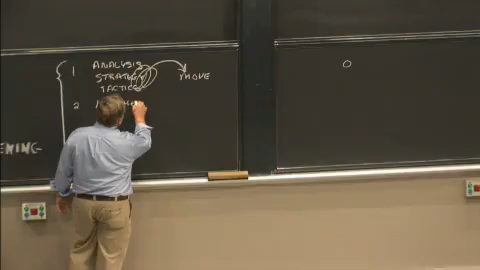 1 ANALYSIS
STRATEGY MOVE
TACTICS
2
ENING
O